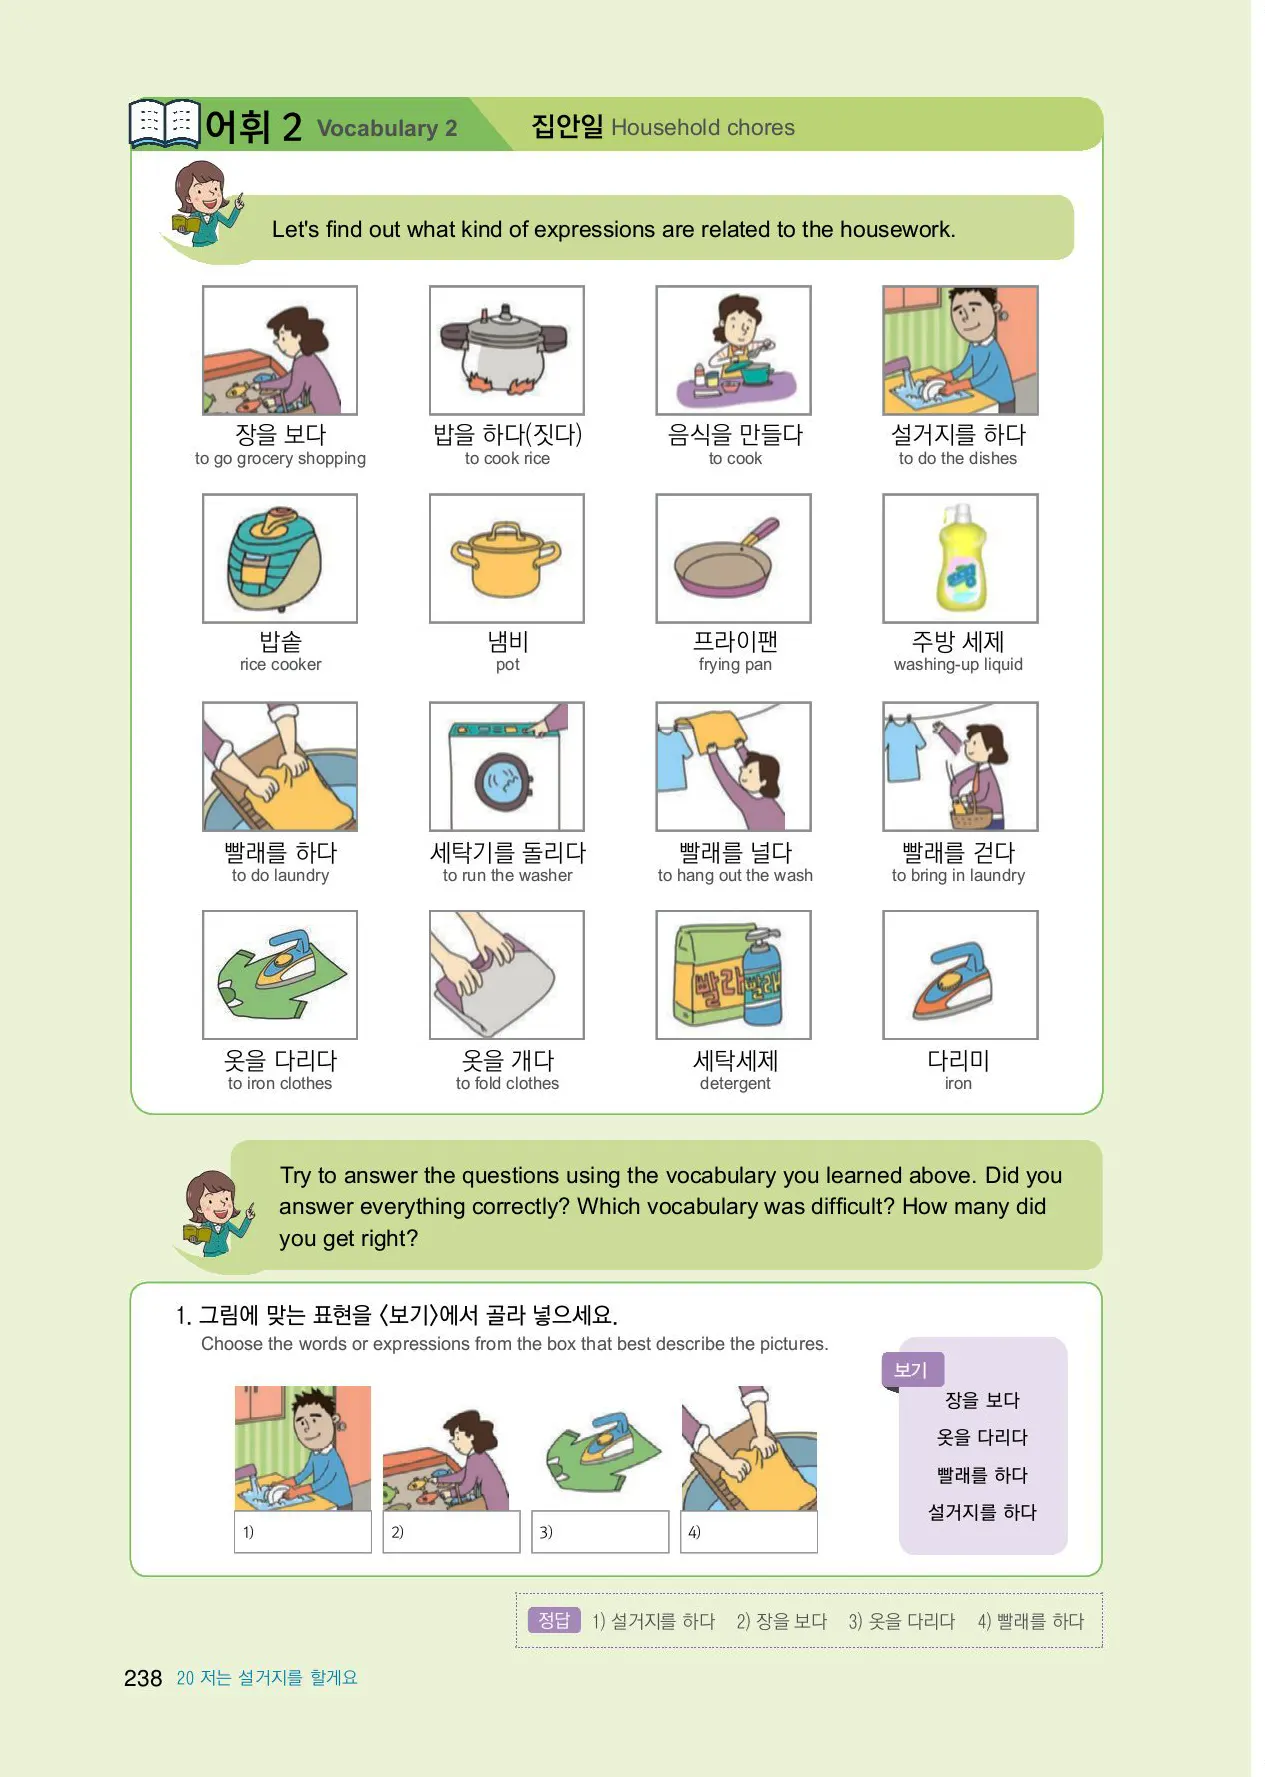 어휘 2 Vocabulary 2 집안일 Household chores
Let's find out what kind of expressions are related to the housework.
장을 보다 밥을 하다(짓다) 음식을 만들다 설거지를 하다
to go grocery shopping to cook rice to cook to do the dishes
밥솥 냄비 프라이팬 주방 세제
rice cooker pot frying pan washing-up liquid
빨래를 하다 세탁기를 돌리다 빨래를 널다 빨래를 걷다
to do laundry to run the washer to hang out the wash to bring in laundry
빨래 빨래
옷을 다리다 옷을 개다 세탁세제 다리미
to iron clothes to fold clothes detergent iron
Try to answer the questions using the vocabulary you learned above. Did you
answer everything correctly? Which vocabulary was difficult? How many did
you get right?
1. 그림에 맞는 표현을 〈보기〉에서 골라 넣으세요.
Choose the words or expressions from the box that best describe the pictures.
보기
장을 보다
옷을 다리다
빨래를 하다
설거지를 하다
1) 2) 3) 4)
정답 1) 설거지를 하다 2) 장을 보다 3) 옷을 다리다 4) 빨래를 하다
238 20 저는 설거지를 할게요